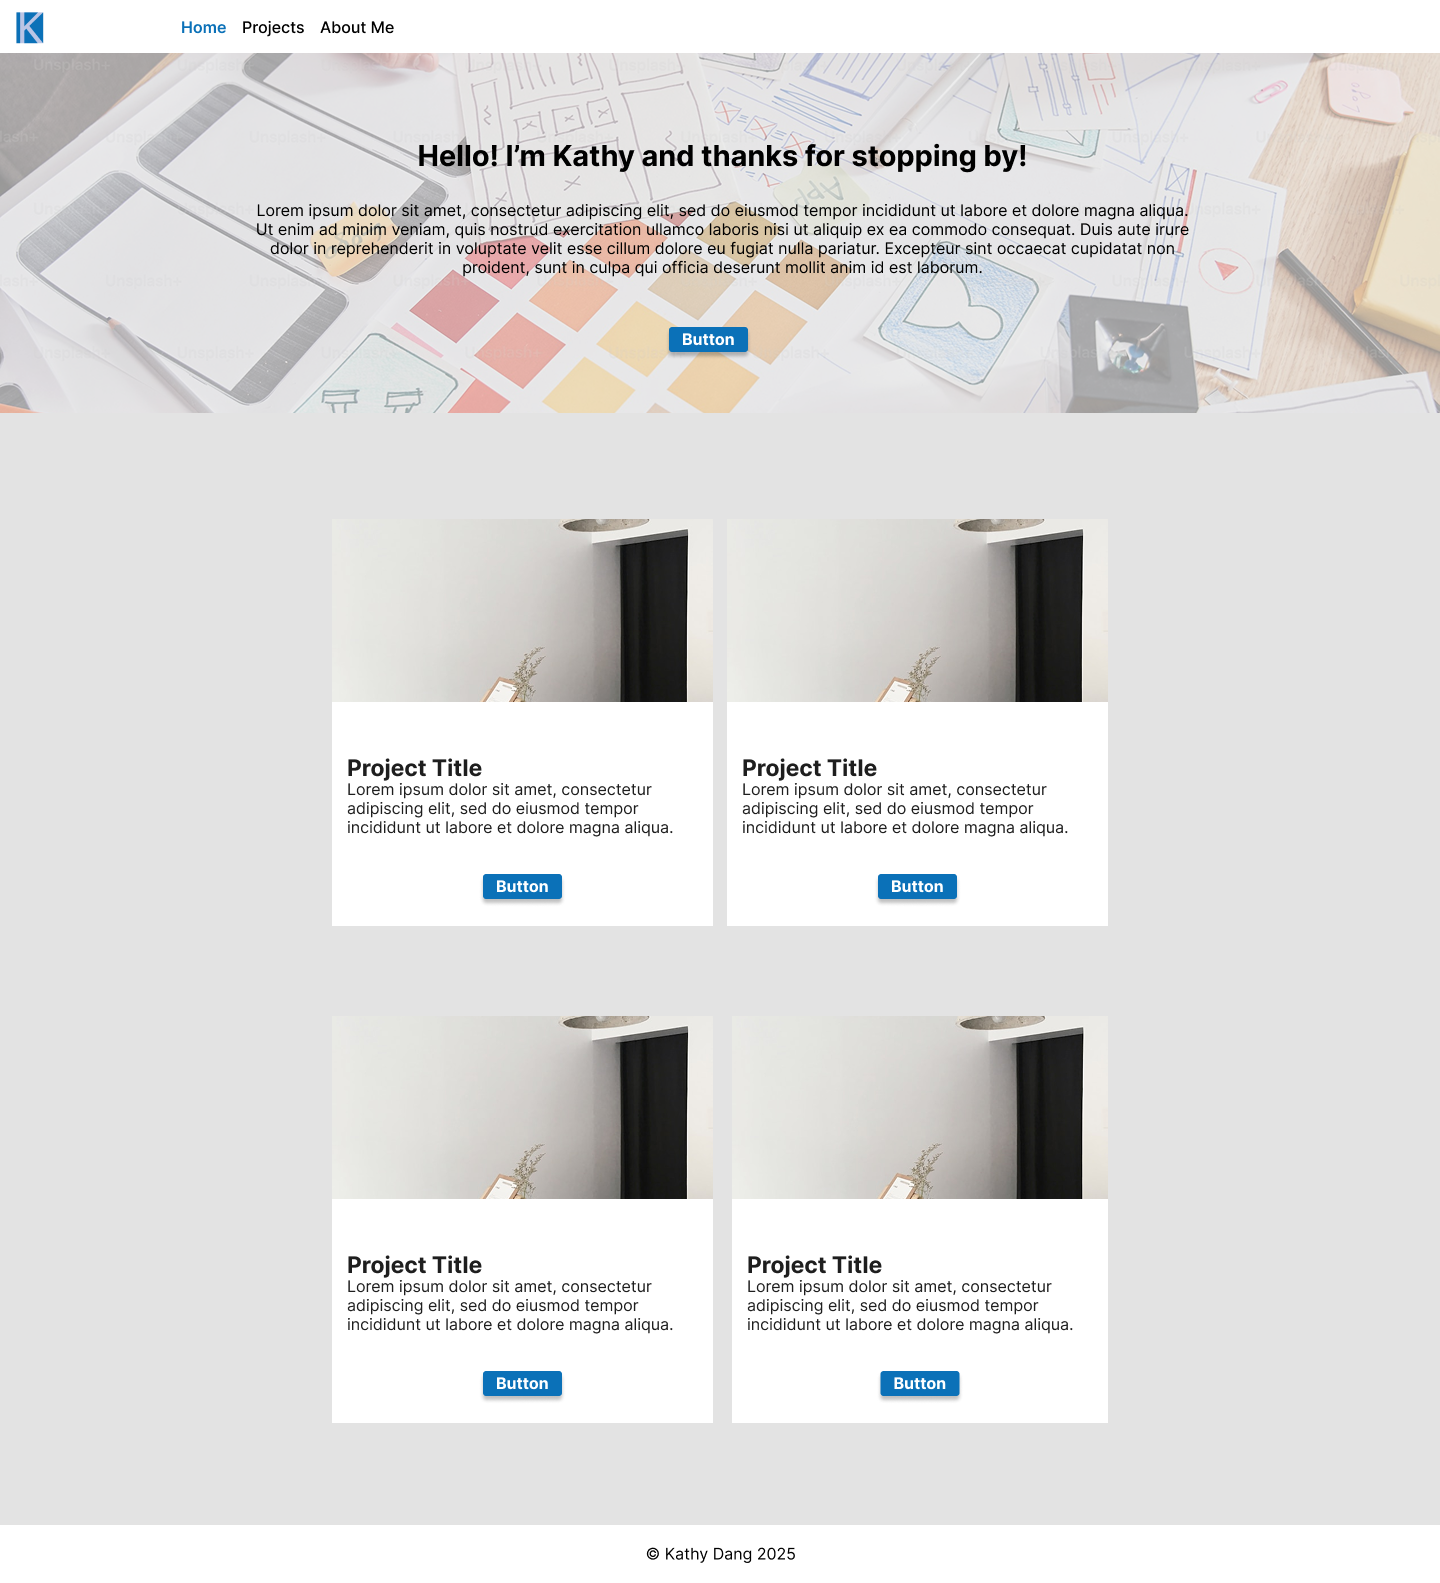 K
Home Projects About Me
Hello! I’m Kathy and thanks for stopping by!
Lorem ipsum dolor sit amet, consectetur adipiscing elit, sed do eiusmod tempor incididunt ut labore et dolore magna aliqua.
Ut enim ad minim veniam, quis nostrud exercitation ullamco laboris nisi ut aliquip ex ea commodo consequat. Duis aute irure
dolor in reprehenderit in voluptate velit esse cillum dolore eu fugiat nulla pariatur. Excepteur sint occaecat cupidatat non
proident, sunt in culpa qui officia deserunt mollit anim id est laborum.
Button
Project Title
Lorem ipsum dolor sit amet, consectetur
adipiscing elit, sed do eiusmod tempor
incididunt ut labore et dolore magna aliqua.
Button
Project Title
Lorem ipsum dolor sit amet, consectetur
adipiscing elit, sed do eiusmod tempor
incididunt ut labore et dolore magna aliqua.
Button
Project Title
Lorem ipsum dolor sit amet, consectetur
adipiscing elit, sed do eiusmod tempor
incididunt ut labore et dolore magna aliqua.
Button
Project Title
Lorem ipsum dolor sit amet, consectetur
adipiscing elit, sed do eiusmod tempor
incididunt ut labore et dolore magna aliqua.
Button
© Kathy Dang 2025